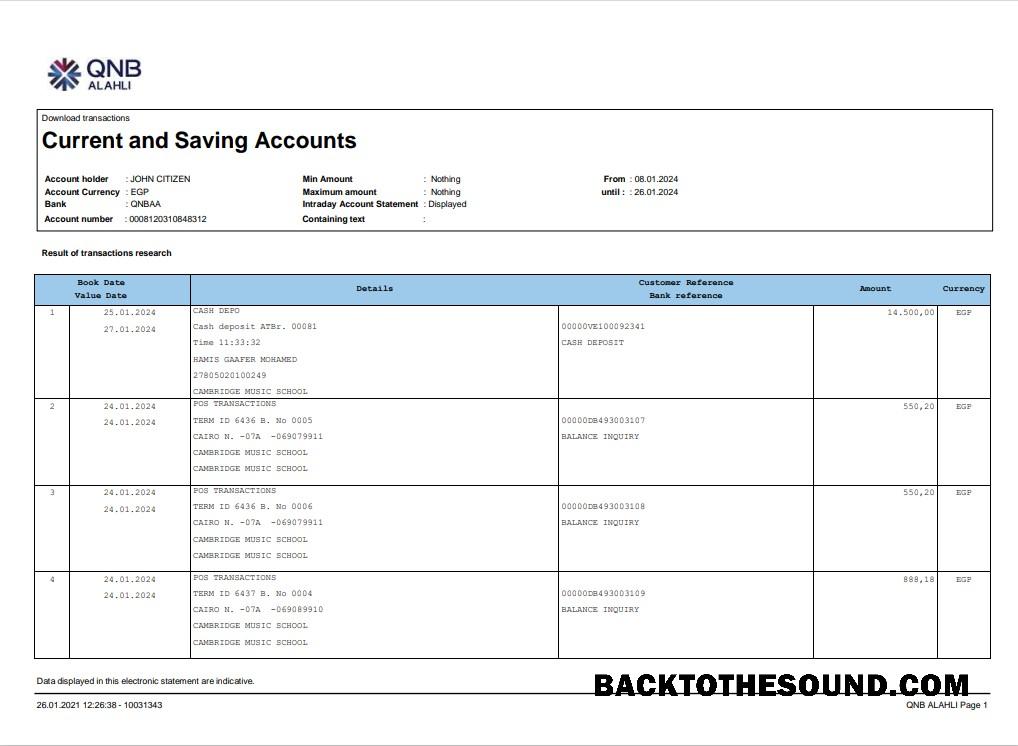 QNB
ALAHLI
Download transactions
Current and Saving Accounts
Account holder : JOHN CITIZEN Min Amount : Nothing From : 08.01.2024
Account Currency : EGP Maximum amount : Nothing until : : 26.01.2024
Bank : QNBAA Intraday Account Statement : Displayed
Account number : 0008120310848312 Containing text :
Result of transactions research
Book Date Customer Reference
Details Amount Currency
Value Date Bank reference
1 25.01.2024 CASH DEPO 14.500,00 EGP
27.01.2024 Cash deposit ATBr. 00081 00000VE100092341
Time 11:33:32 CASH DEPOSIT
HAMIS GAAFER MOHAMED
27805020100249
CAMBRIDGE MUSIC SCHOOL
2 24.01.2024 POS TRANSACTIONS 550,20 EGP
24.01.2024 TERM ID 6436 B. No 0005 00000DB493003107
CAIRO N. -07A -069079911 BALANCE INQUIRY
CAMBRIDGE MUSIC SCHOOL
CAMBRIDGE MUSIC SCHOOL
3 24.01.2024 POS TRANSACTIONS 550,20 EGP
24.01.2024 TERM ID 6436 B. No 0006 00000DB493003108
CAIRO N. -07A -069079911 BALANCE INQUIRY
CAMBRIDGE MUSIC SCHOOL
CAMBRIDGE MUSIC SCHOOL
4 24.01.2024 POS TRANSACTIONS 888,18 EGP
24.01.2024 TERM ID 6437 B. No 0004 00000DB493003109
CAIRO N. -07A -069089910 BALANCE INQUIRY
CAMBRIDGE MUSIC SCHOOL
CAMBRIDGE MUSIC SCHOOL
Data displayed in this electronic statement are indicative.
BACKTOTHESOUND.COM
26.01.2021 12:26:38 - 10031343 QNB ALAHLI Page 1